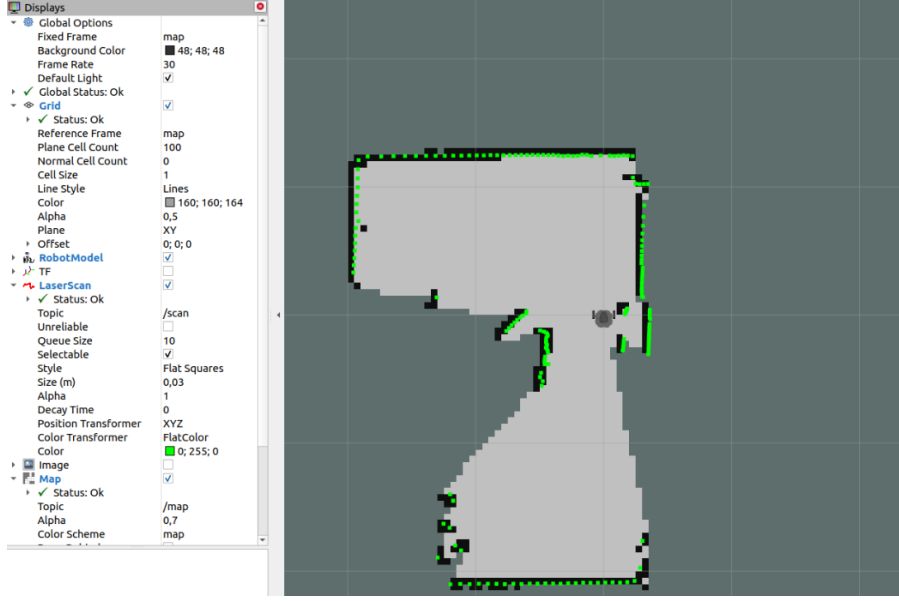 Displays
Global Options
Fixed Frame map
Background Color 48; 48; 48
Frame Rate 30
Default Light
Global Status: Ok
Grid
Status: Ok
Reference Frame map
Plane Cell Count 100
Normal Cell Count 0
Cell Size 1
Line Style Lines
Color 160; 160; 164
Alpha 0,5
Plane XY
Offset 0; 0; 0
RobotModel
TF
LaserScan
Status: Ok
Topic /scan
Unreliable
Queue Size 10
Selectable
Style Flat Squares
Size (m) 0,03
Alpha 1
Decay Time 0
Position Transformer XYZ
Color Transformer FlatColor
Color 0; 255; 0
Image
Map
Status: Ok
Topic /map
Alpha 0,7
Color Scheme map